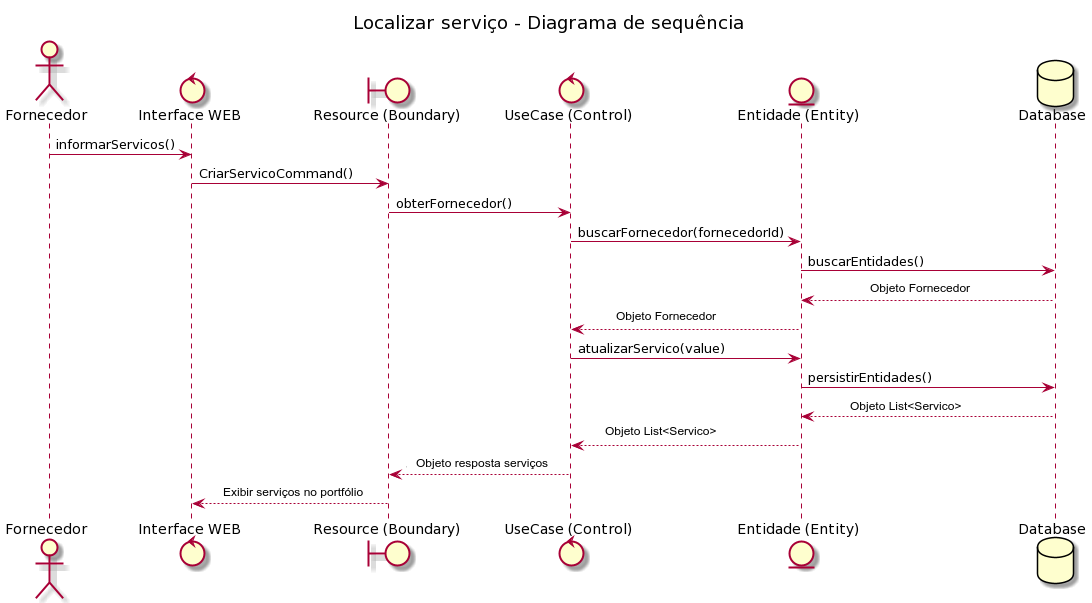 Localizar serviço - Diagrama de sequência
Fornecedor
Interface WEB
Resource (Boundary)
UseCase (Control)
Entidade (Entity)
Database
informarServicos()
CriarServicoCommand()
obterFornecedor()
buscarFornecedor(fornecedorId)
buscarEntidades()
Objeto Fornecedor
Objeto Fornecedor
atualizarServico(value)
persistirEntidades()
Objeto List<Servico>
Objeto List<Servico>
Objeto resposta serviços
Exibir serviços no portfólio
Fornecedor
Interface WEB
Resource (Boundary)
UseCase (Control)
Entidade (Entity)
Database